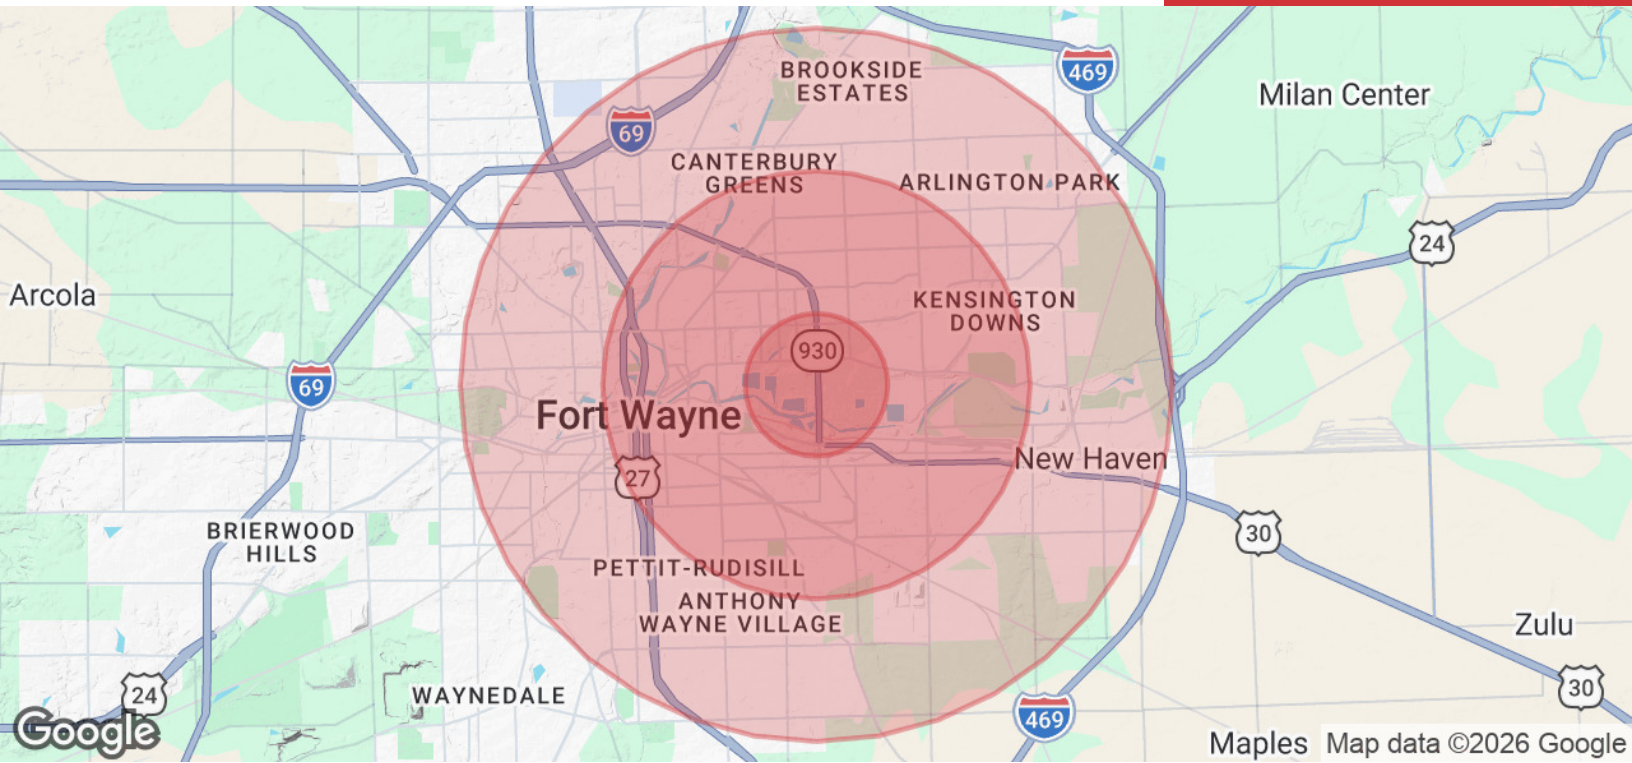 BROOKSIDE
ESTATES
469
Milan Center
69
CANTERBURY
GREENS
ARLINGTON PARK
24
Arcola
KENSINGTON
DOWNS
930
69
Fort Wayne
New Haven
27
BRIERWOOD
HILLS
30
PETTIT-RUDISILL
ANTHONY
WAYNE VILLAGE
Zulu
24
WAYNEDALE
30
469
Google
Maples
Map data ©2026 Google